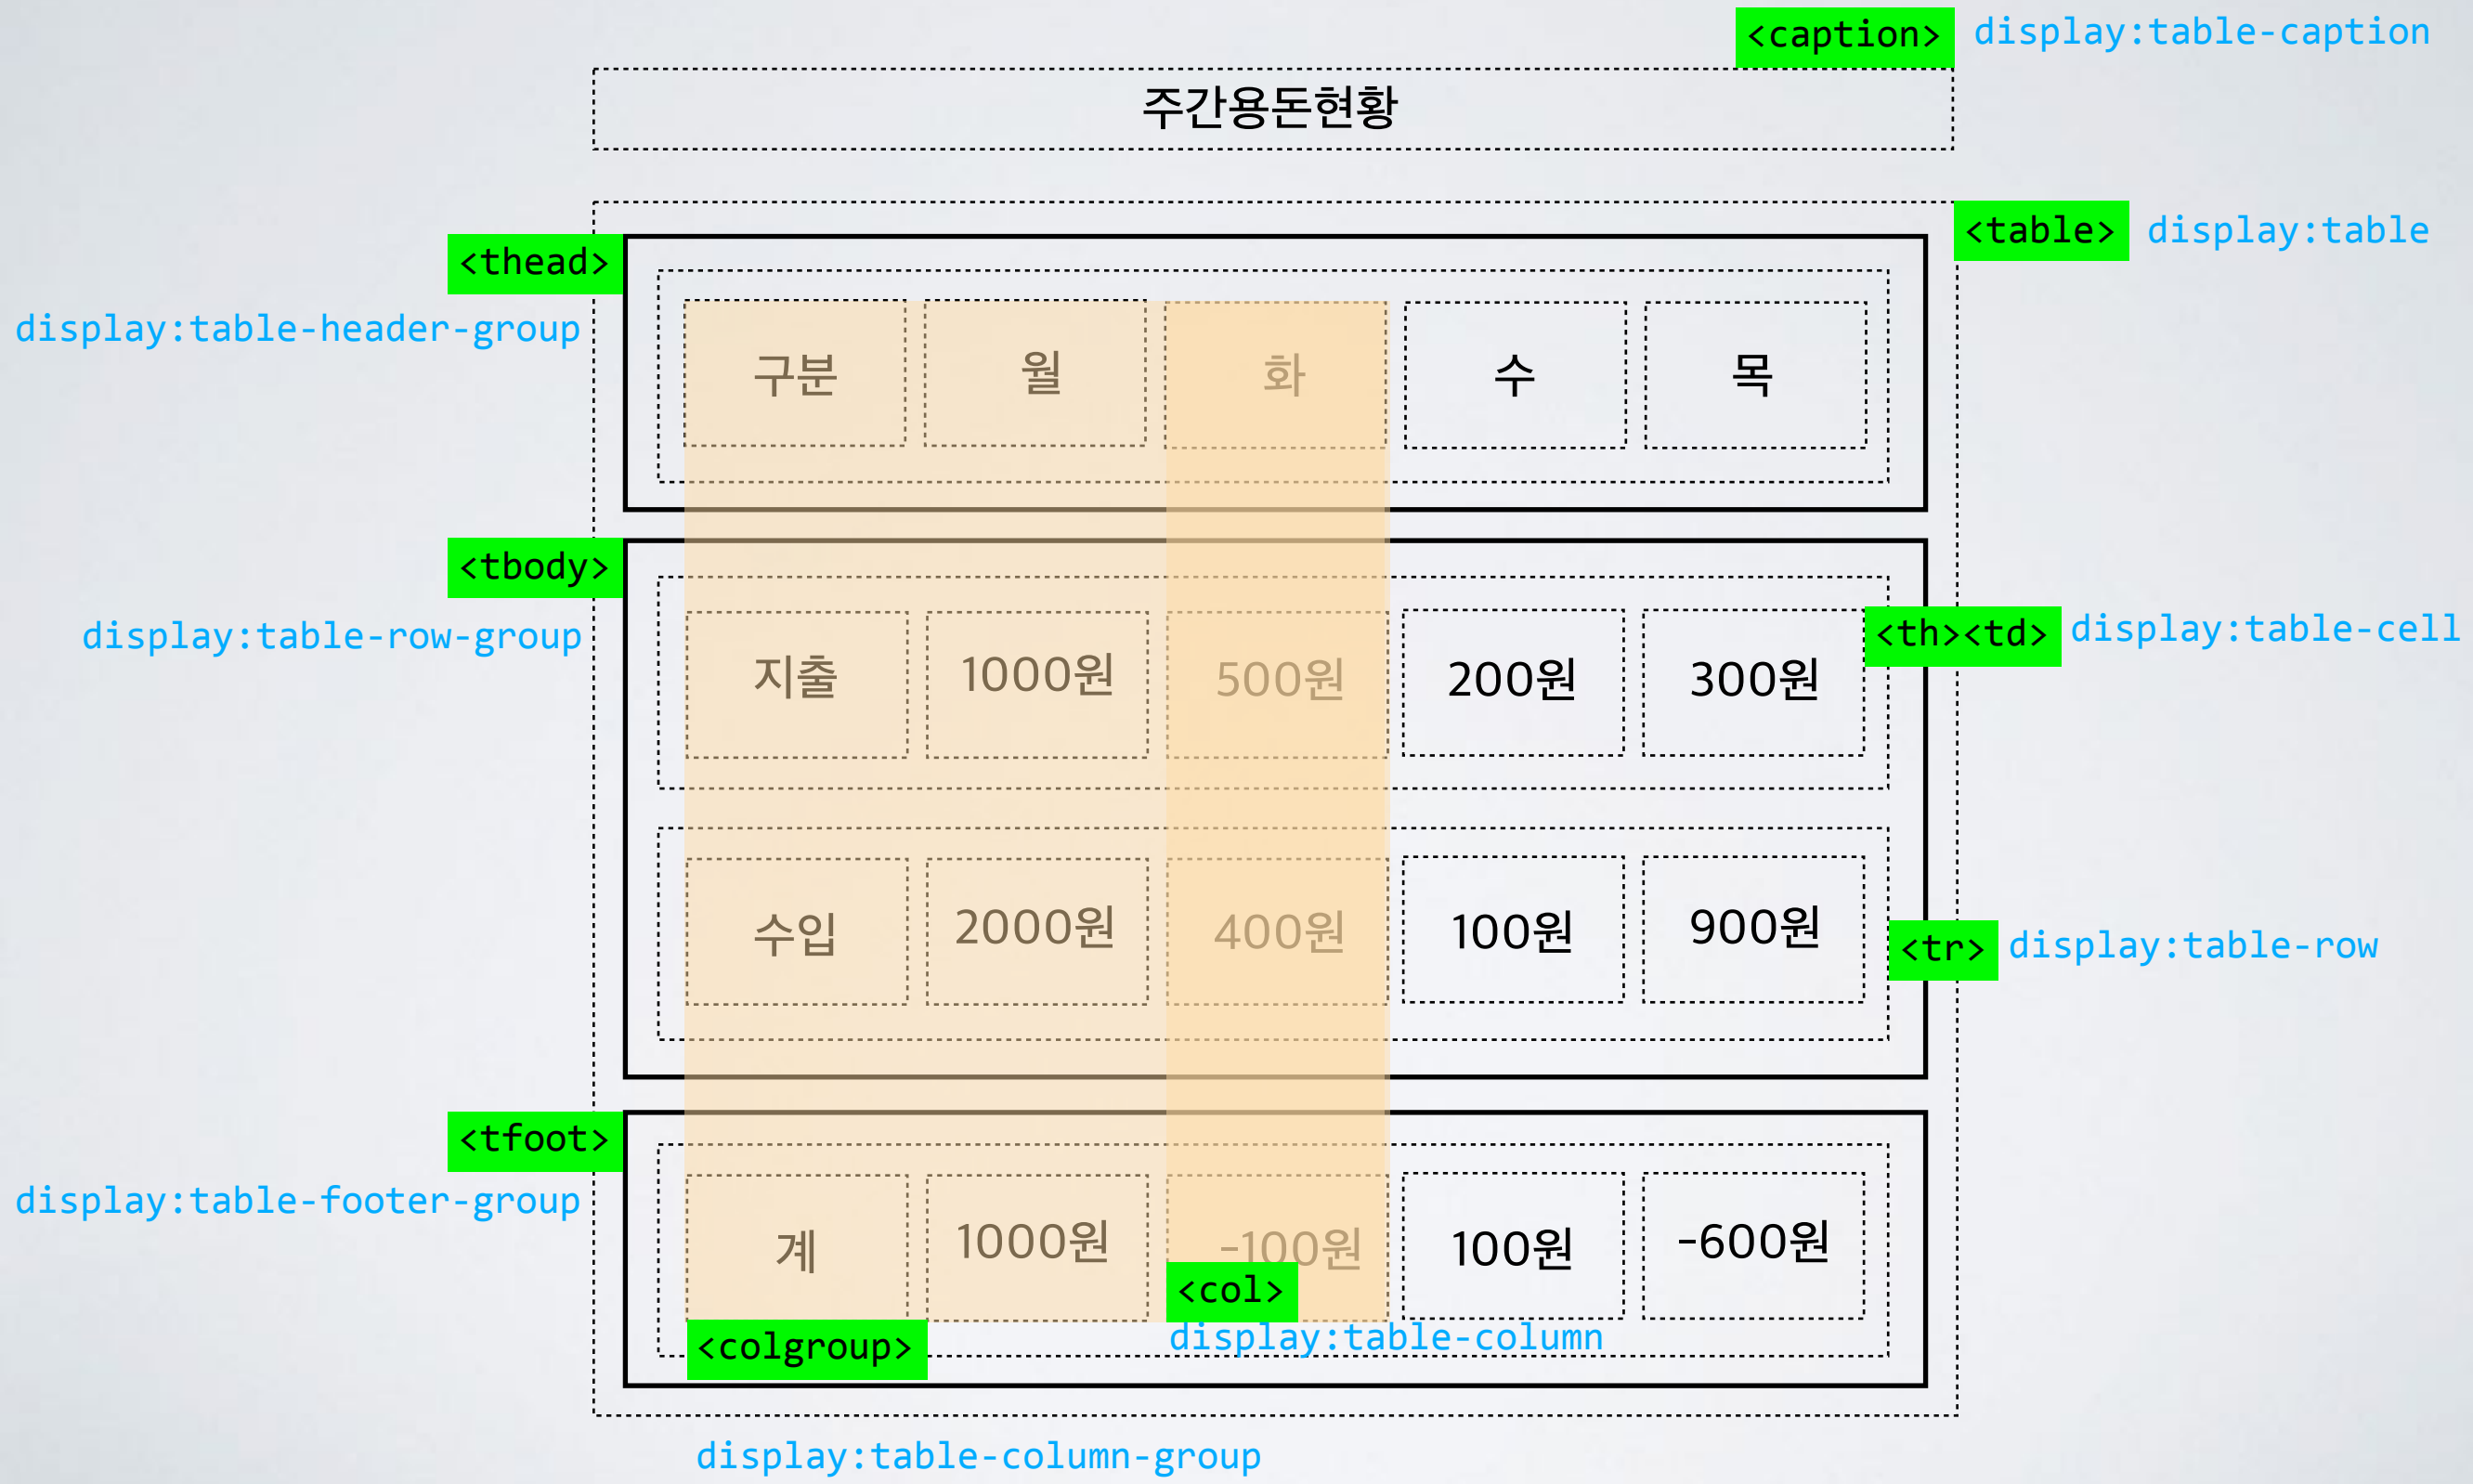 <caption> display:table-caption
주간용돈현황
<table> display:table
<thead>
display:table-header-group
구분 월 화 수 목
<tbody>
display:table-row-group
<th><td> display:table-cell
지출 1000원 500원 200원 300원
수입 2000원 400원 100원 900원
<tr> display:table-row
<tfoot>
display:table-footer-group
계 1000원 -100원 100원 -600원
<col>
display:table-column
<colgroup>
display:table-column-group